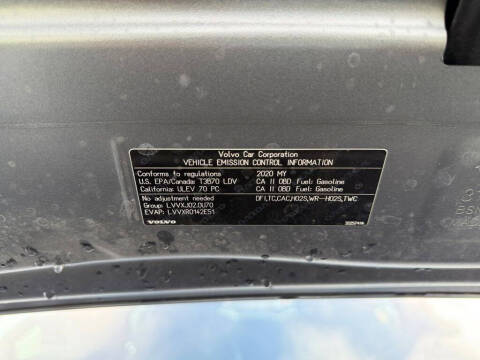 Volvo Car Corporation
VEHICLE EMISSION CONTROL INFORMATION
Conforms to regulations 2020 MY
U.S. EPA/Canada: T3B70 LDV CA II OBD Fuel: Gasoline
California: ULEV 70 PC CA II OBD Fuel: Gasoline
No adjustment needed DFI,TC,CAC,HO2S,WR-HO2S,TWC
Group: LVVXJ02.0U70
EVAP: LVVXR0142ES1
VOLVO